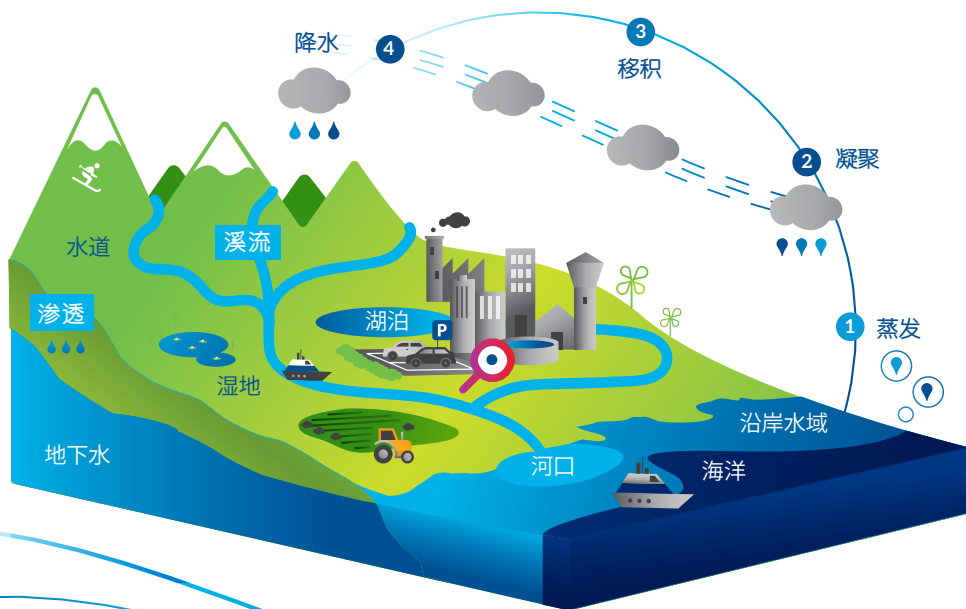 3
降水
4
移积
2
凝聚
水道
溪流
渗透
湖泊
P
1
蒸发
湿地
沿岸水域
地下水
河口
海洋